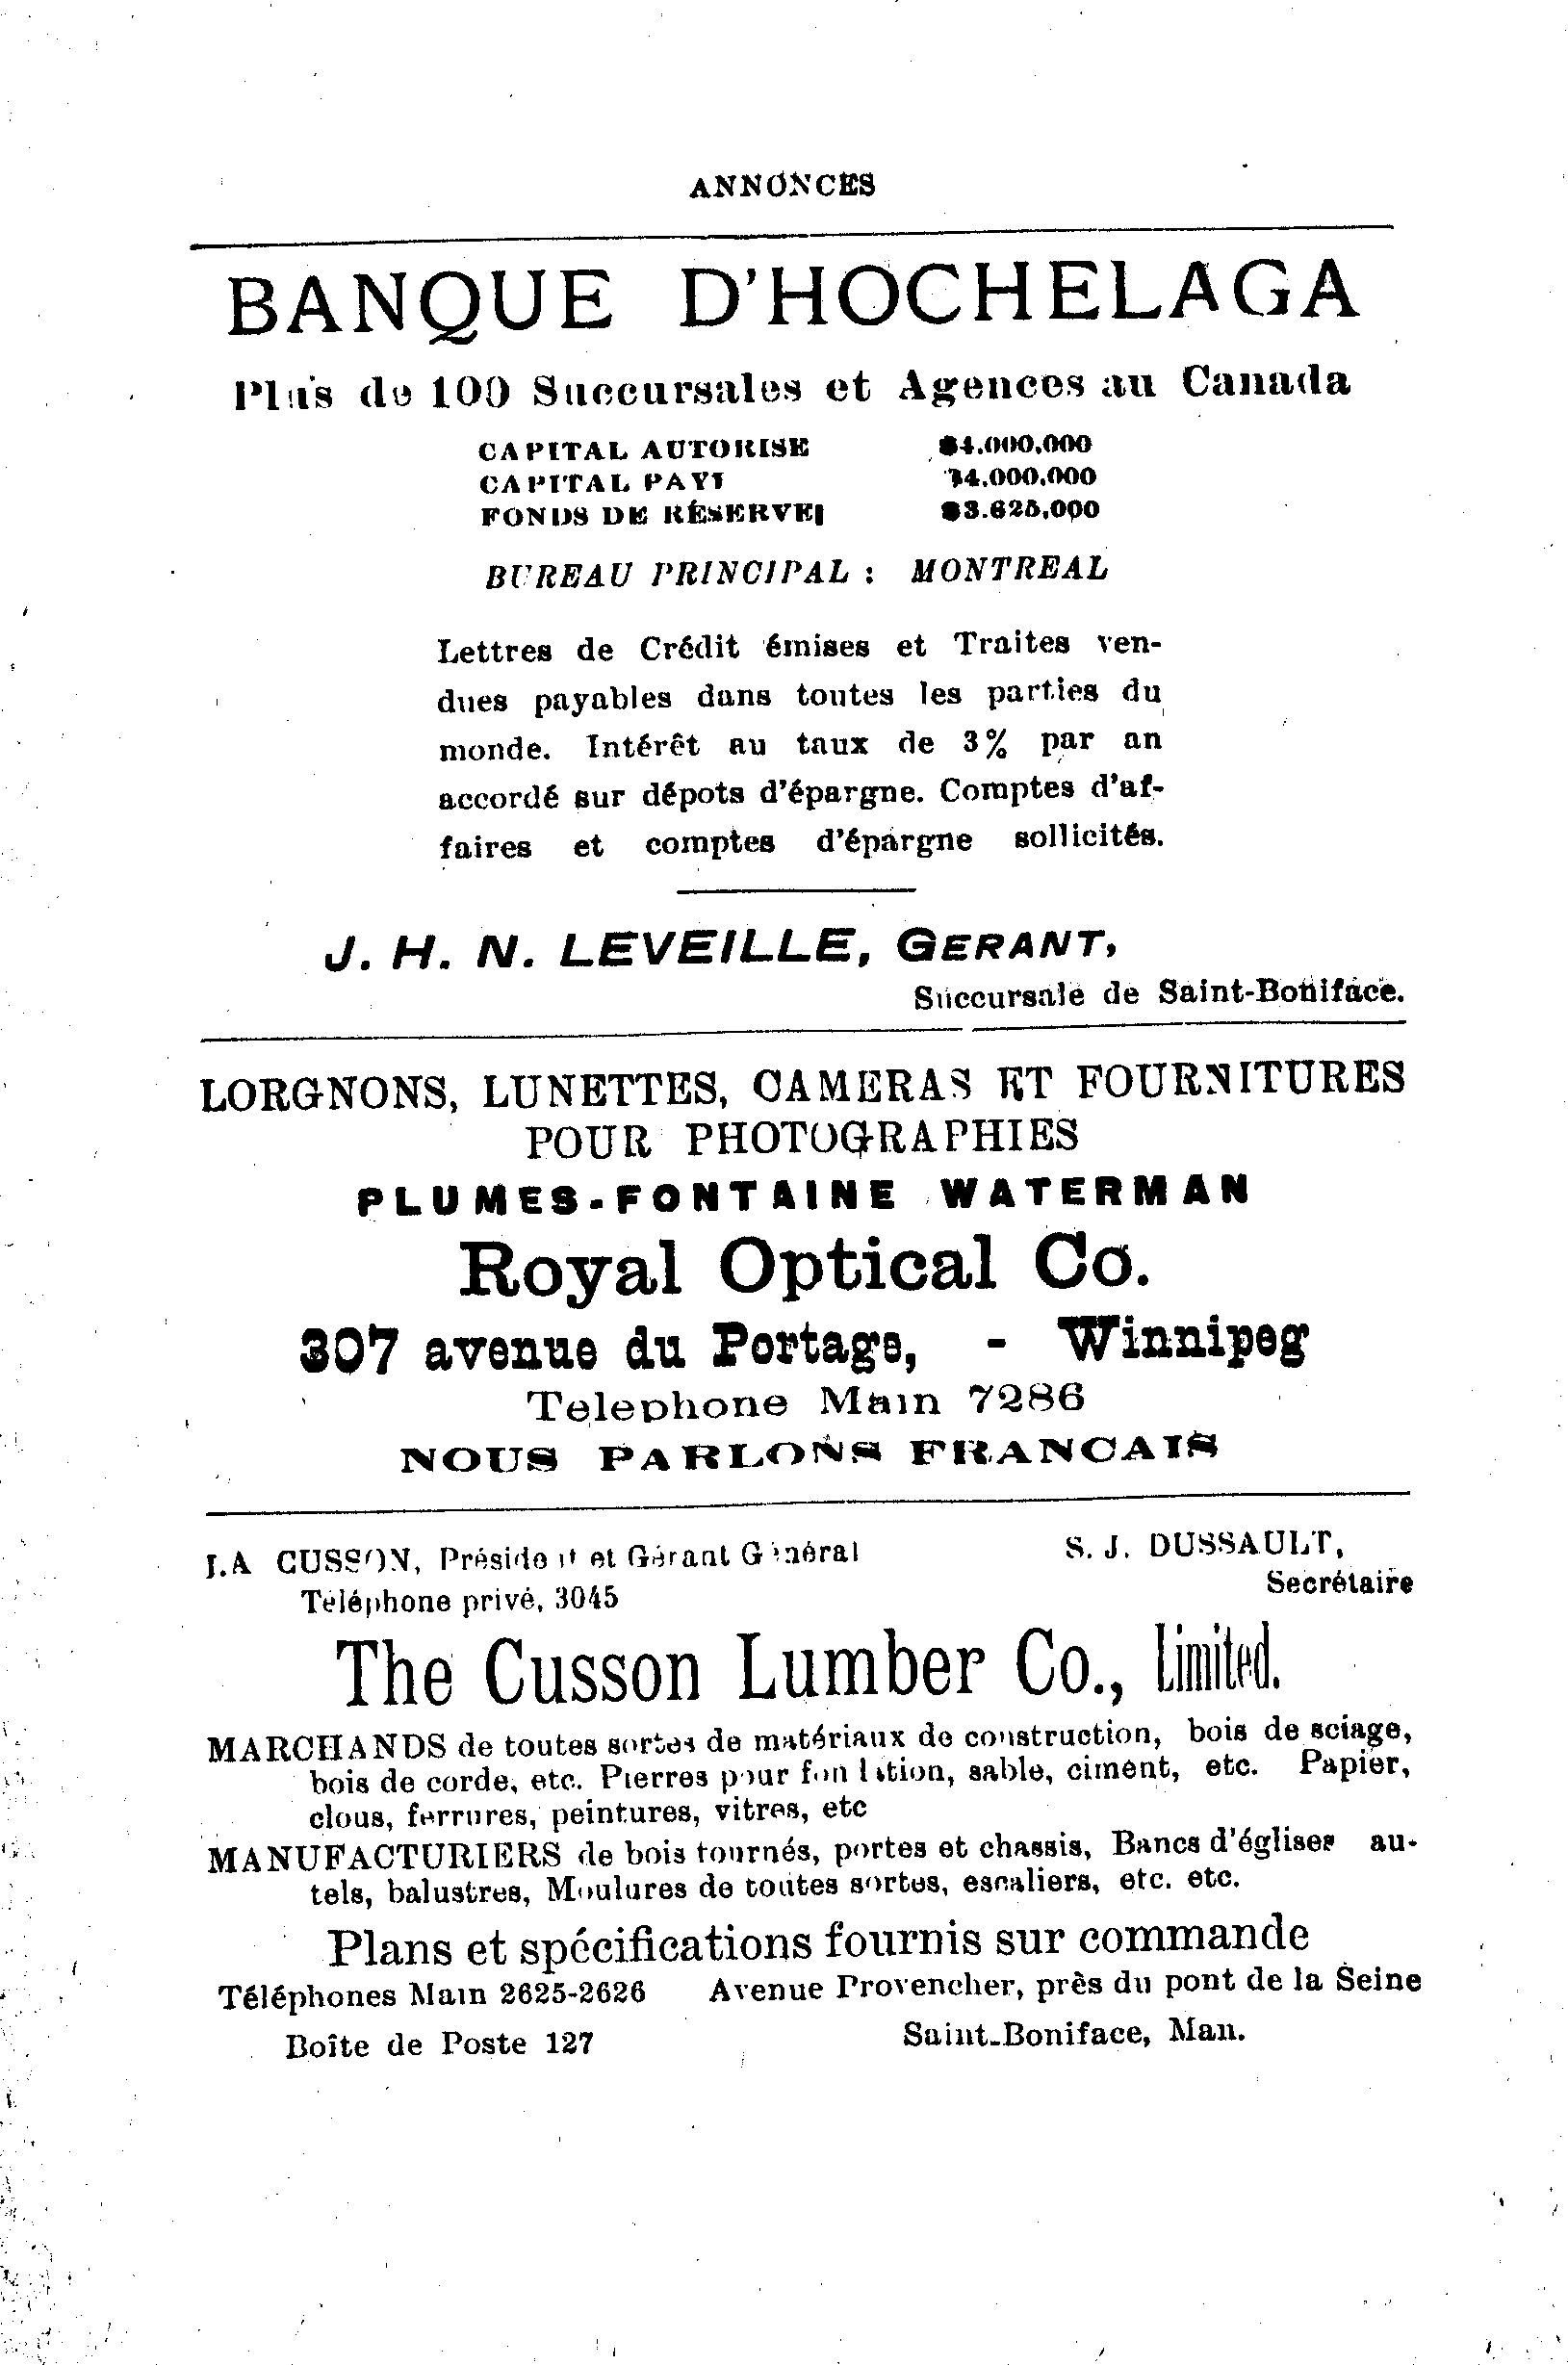 ANNONCES
BANQUE D'HOCHELAGA
Plus de 100 Succursales et Agences au Canada
CAPITAL AUTORISE $4.000.000
CAPITAL PAYE $4.000.000
FONDS DE RÉSERVE $3.625,000
BUREAU PRINCIPAL : MONTREAL
Lettres de Crédit émises et Traites ven-
dues payables dans toutes les parties du
monde. Intérêt au taux de 3% par an
accordé sur dépots d'épargne. Comptes d'af-
faires et comptes d'épargne sollicités.
J. H. N. LEVEILLE, GERANT,
Succursale de Saint-Boniface.
LORGNONS, LUNETTES, CAMERAS ET FOURNITURES
POUR PHOTOGRAPHIES
PLUMES-FONTAINE WATERMAN
Royal Optical Co.
307 avenue du Portage, - Winnipeg
Telephone Main 7286
NOUS PARLONS FRANCAIS
J.A CUSSON, Président et Gérant Général S. J. DUSSAULT,
Téléphone privé, 3045 Secrétaire
The Cusson Lumber Co., Limited.
MARCHANDS de toutes sortes de matériaux de construction, bois de sciage,
bois de corde, etc. Pierres pour fondation, sable, ciment, etc. Papier,
clous, ferrures, peintures, vitres, etc
MANUFACTURIERS de bois tournés, portes et chassis, Bancs d'églises au-
tels, balustres, Moulures de toutes sortes, escaliers, etc. etc.
Plans et spécifications fournis sur commande
Téléphones Main 2625-2626 Avenue Provencher, près du pont de la Seine
Boîte de Poste 127 Saint-Boniface, Man.